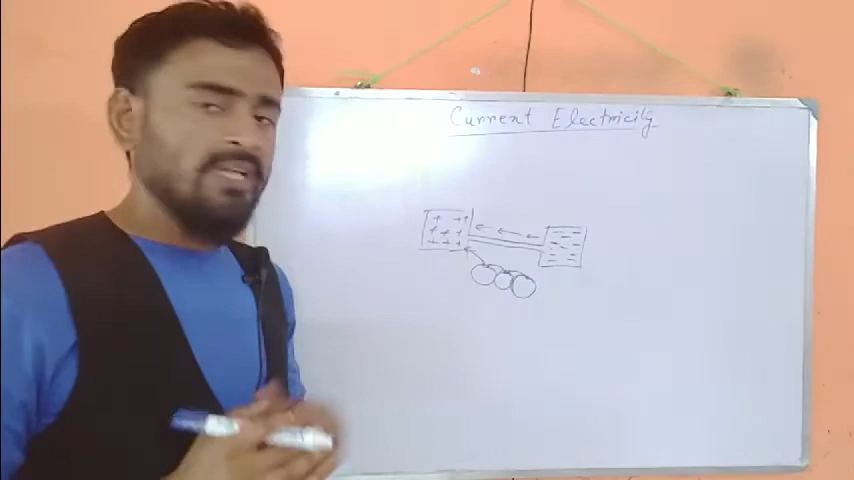 Current Electricity
+ ++
+ + +
+ + +